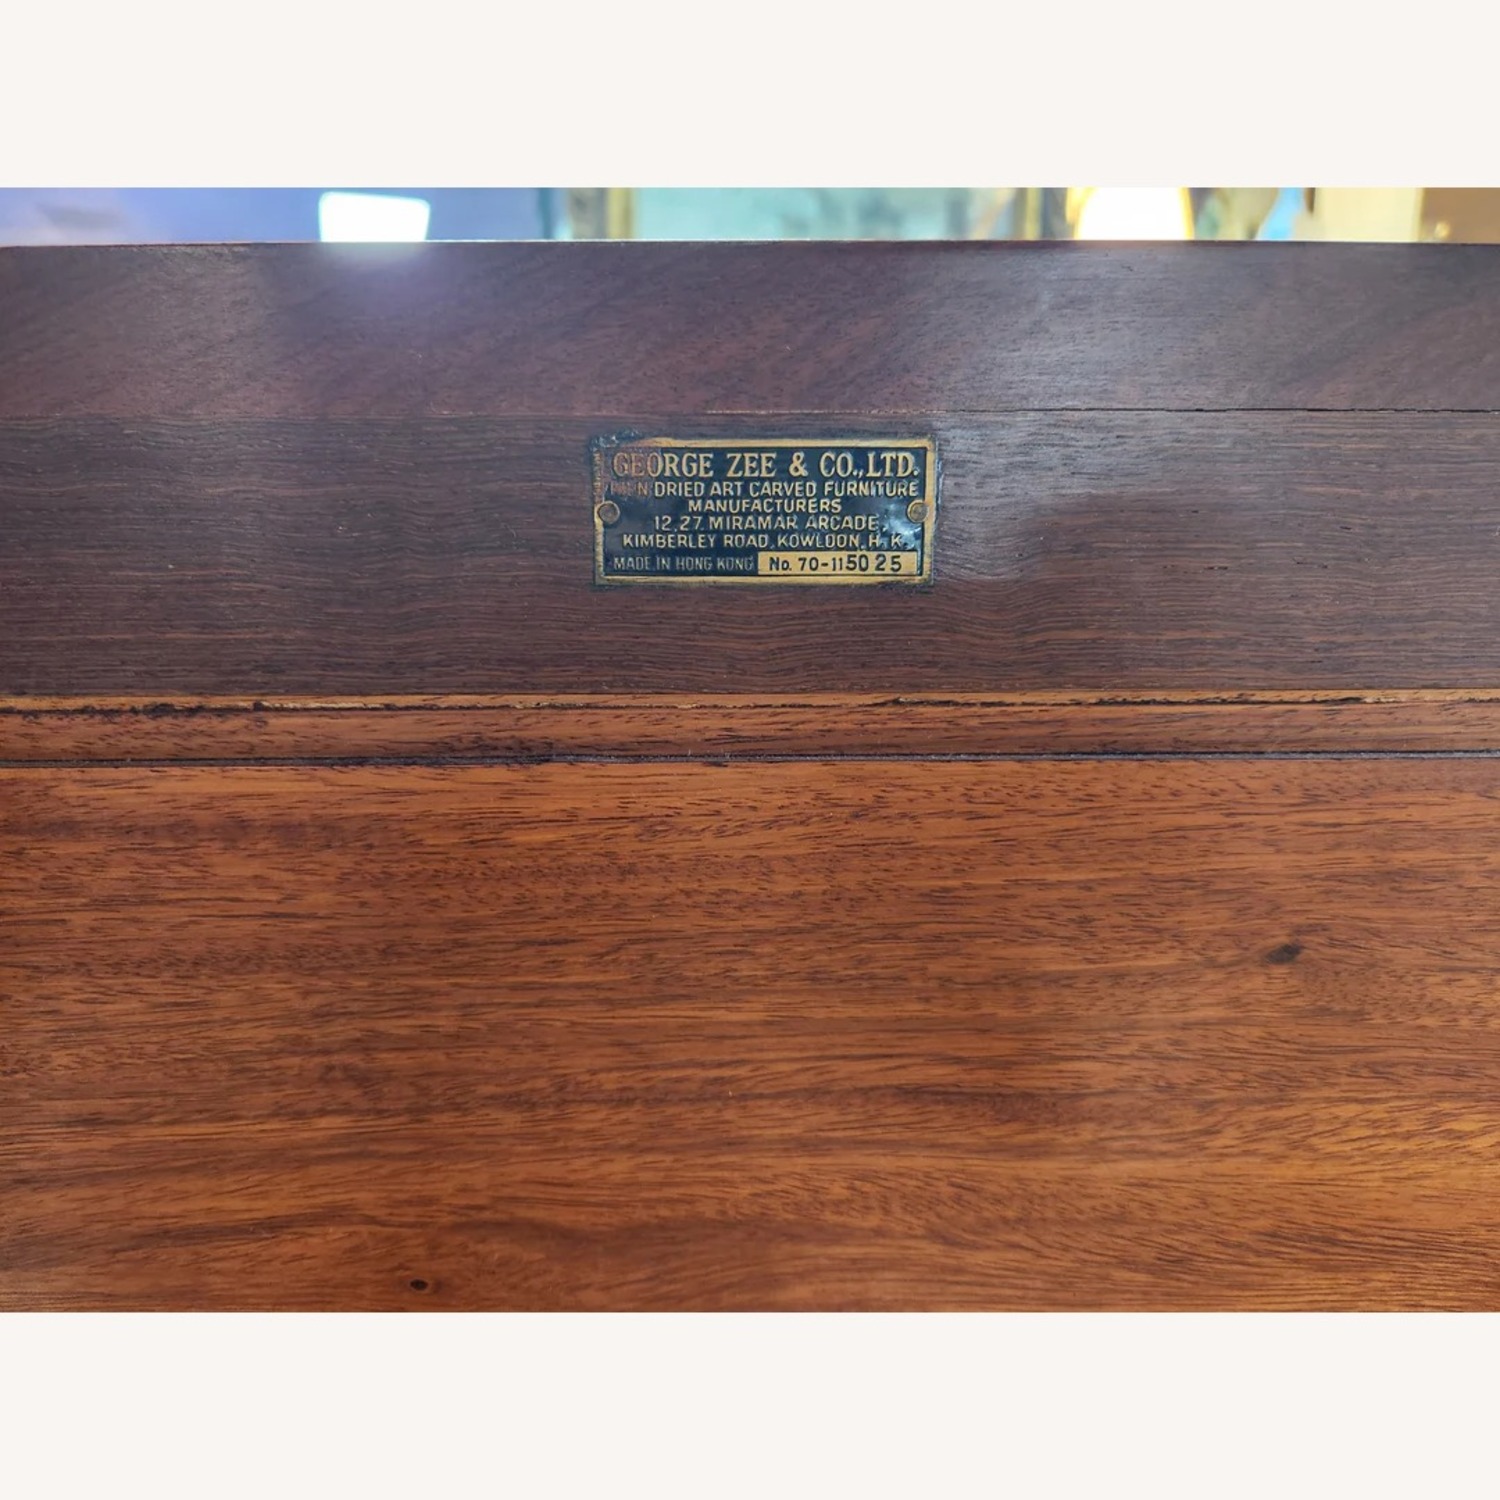 GEORGE ZEE & CO.,LTD.
DRIED ART CARVED FURNITURE
MANUFACTURERS
12,27, MIRAMAR ARCADE,
KIMBERLEY ROAD, KOWLOON, H. K.
MADE IN HONG KONG No. 70-115025